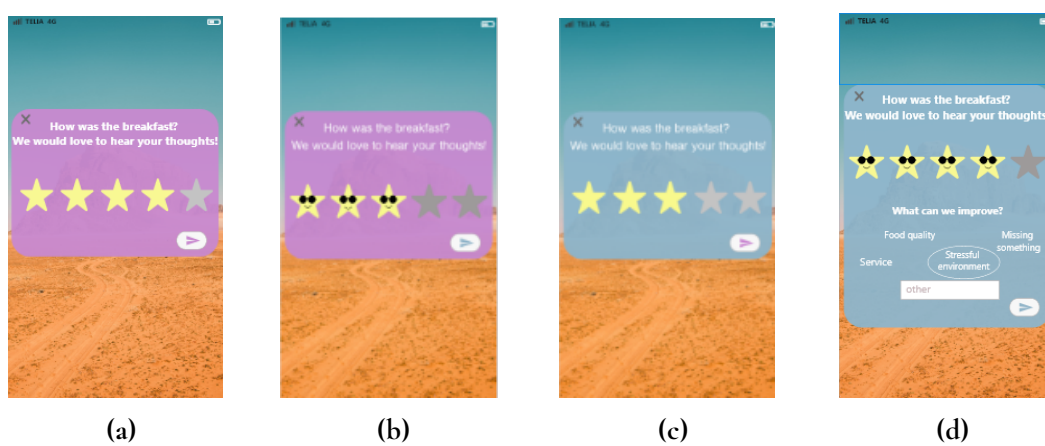 TELIA 4G
How was the breakfast?
We would love to hear your thoughts!
(a)
TELIA 4G
How was the breakfast?
We would love to hear your thoughts!
(b)
TELIA 4G
How was the breakfast?
We would love to hear your thoughts!
(c)
TELIA 4G
How was the breakfast?
We would love to hear your thoughts
What can we improve?
Food quality
Missing
something
Service
Stressful
environment
other
(d)